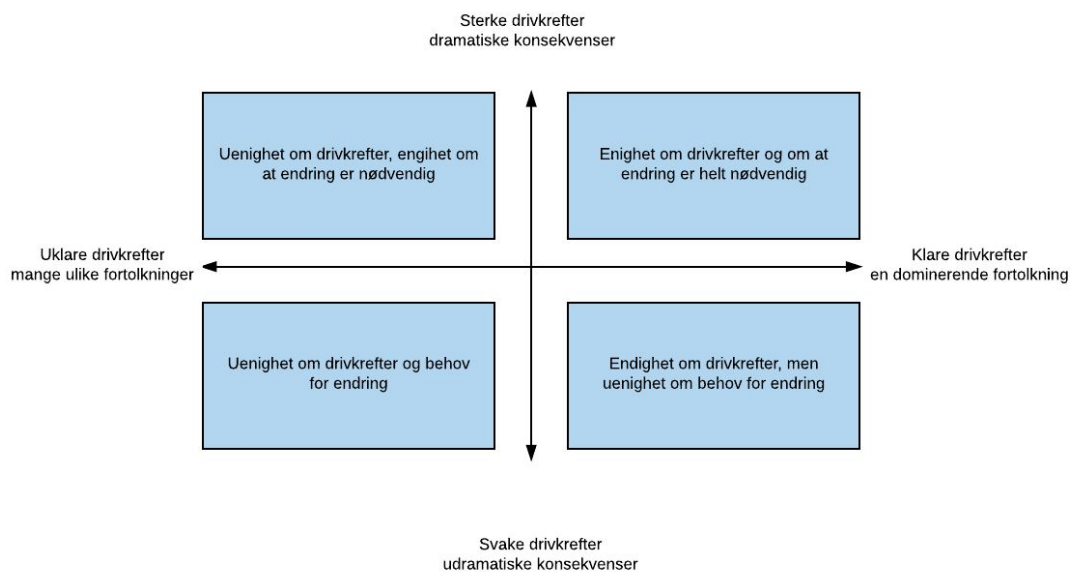 Sterke drivkrefter
dramatiske konsekvenser
Uenighet om drivkrefter, engihet om
at endring er nødvendig
Enighet om drivkrefter og om at
endring er helt nødvendig
Uklare drivkrefter
mange ulike fortolkninger
Klare drivkrefter
en dominerende fortolkning
Uenighet om drivkrefter og behov
for endring
Endighet om drivkrefter, men
uenighet om behov for endring
Svake drivkrefter
udramatiske konsekvenser